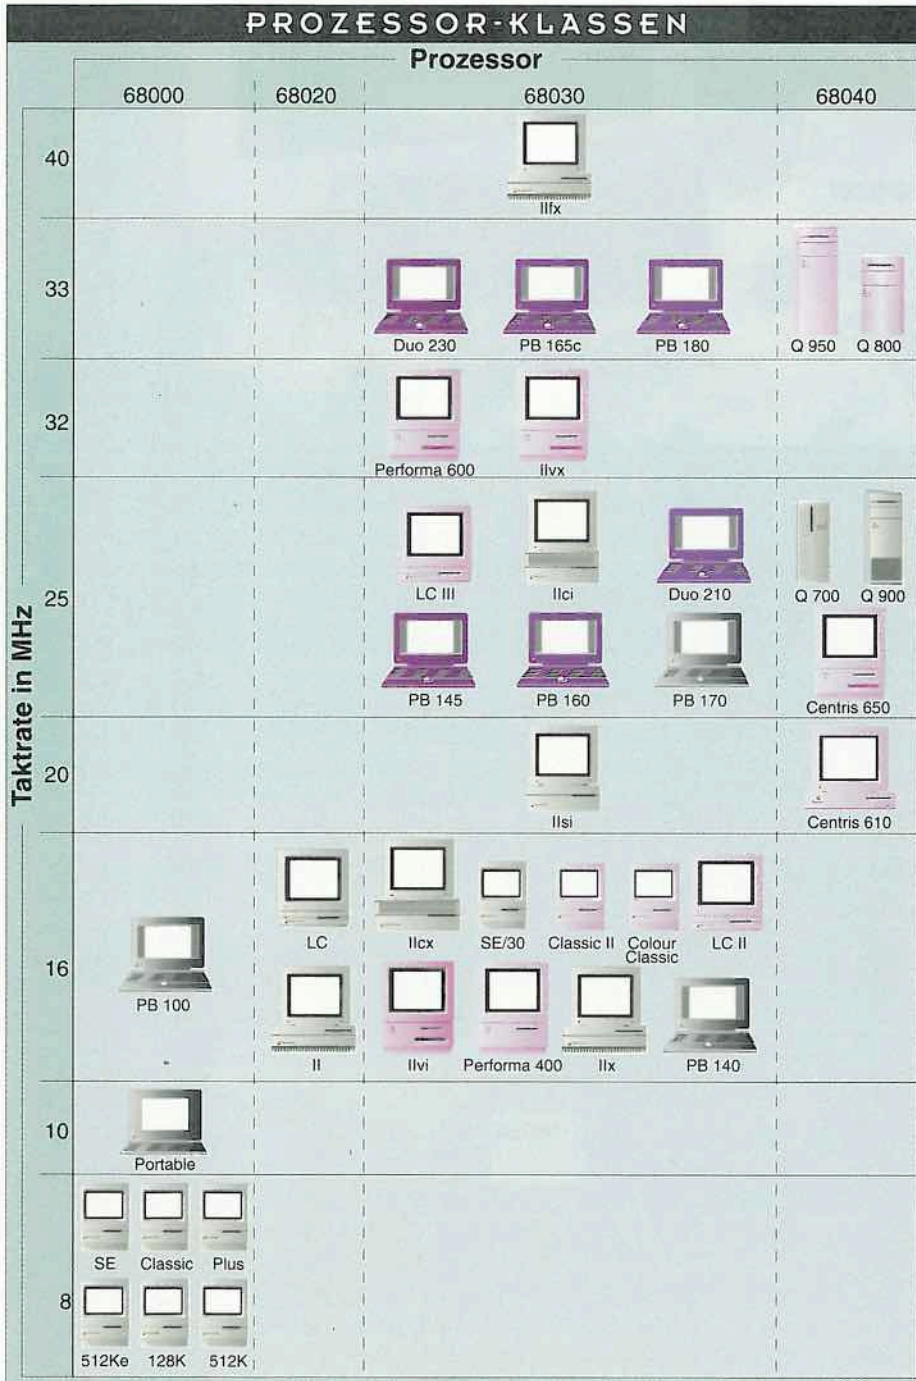 PROZESSOR-KLASSEN
Prozessor
68000 68020 68030 68040
Taktrate in MHz
40
IIfx
33
Duo 230 PB 165c PB 180 Q 950 Q 800
32
Performa 600 IIvx
25
LC III IIci Duo 210 Q 700 Q 900
PB 145 PB 160 PB 170 Centris 650
20
IIsi Centris 610
16
LC IIcx SE/30 Classic II Colour Classic LC II
PB 100
II IIvi Performa 400 IIx PB 140
10
Portable
8
SE Classic Plus
512Ke 128K 512K